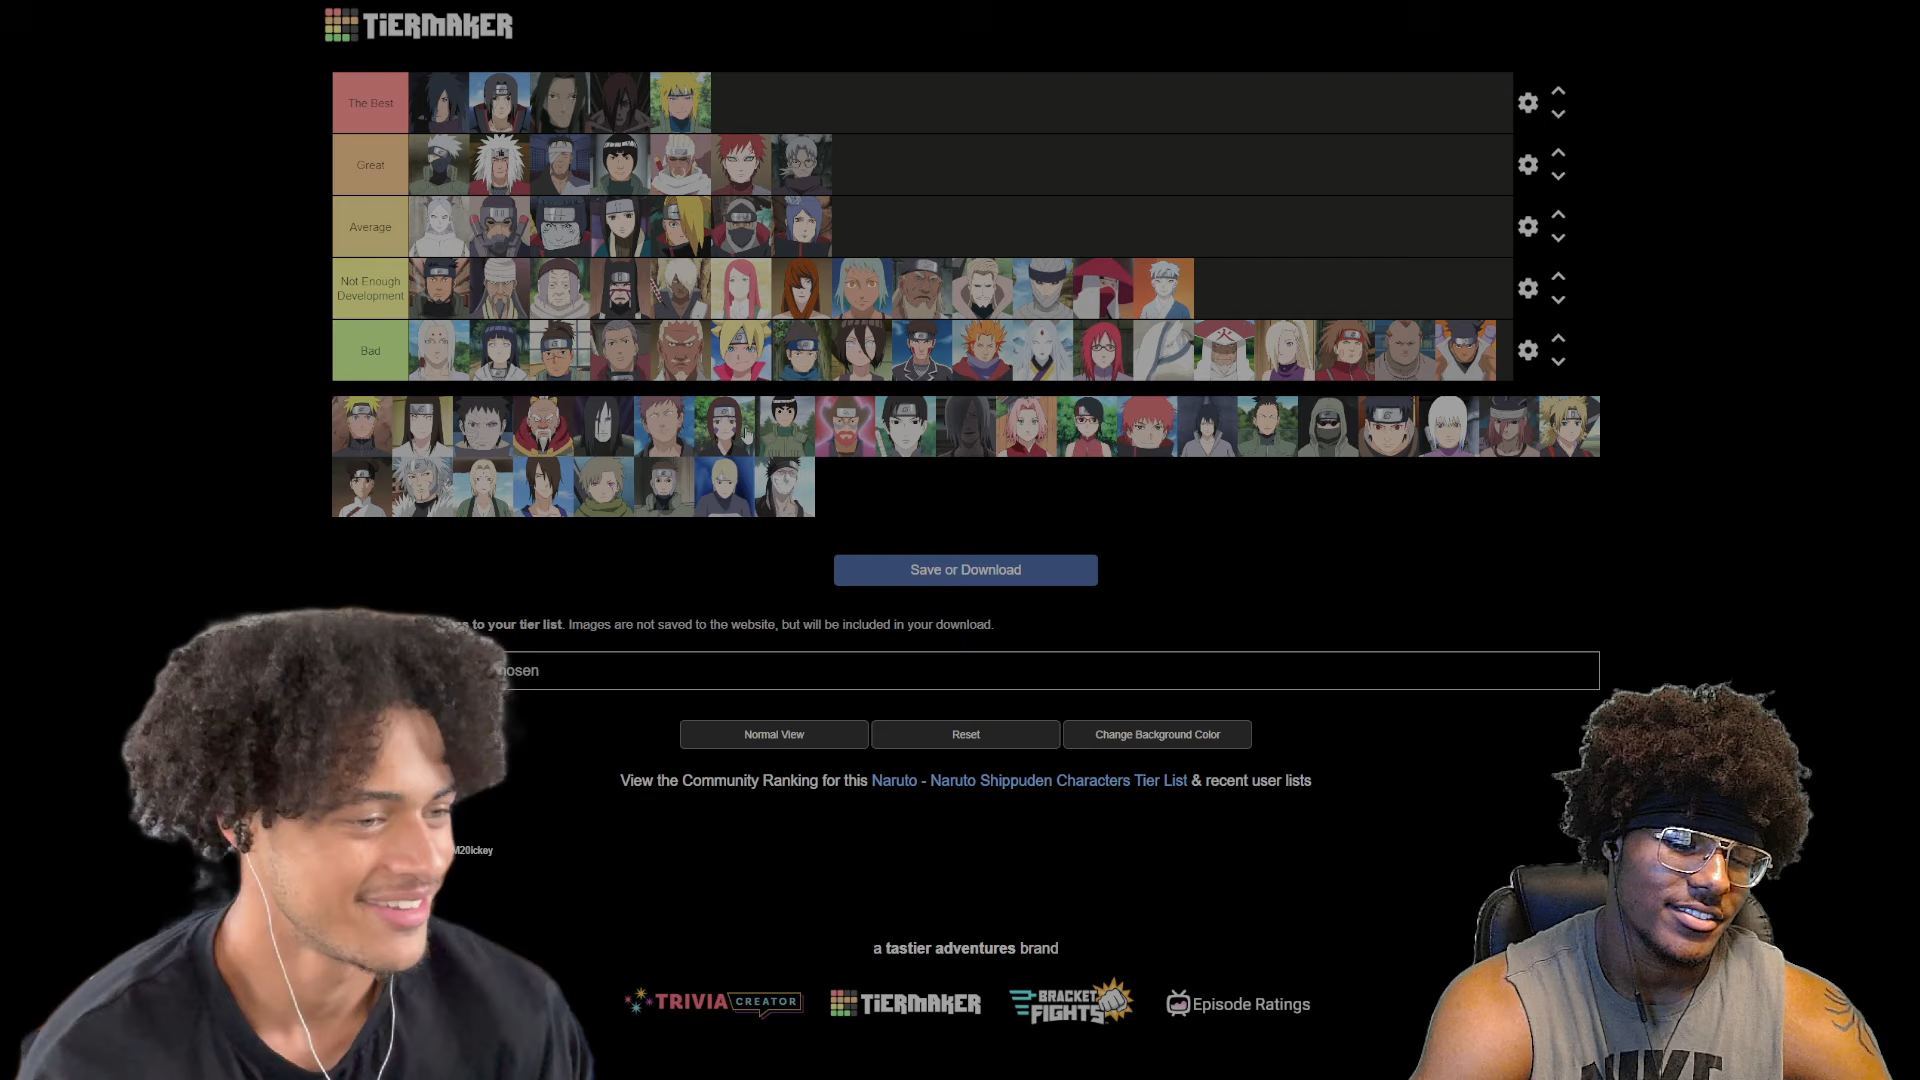 TiERMAKER
The Best
Great
Average
Not Enough
Development
Bad
Save or Download
to your tier list. Images are not saved to the website, but will be included in your download.
Normal View
Reset
Change Background Color
View the Community Ranking for this Naruto - Naruto Shippuden Characters Tier List & recent user lists
M20ickey
a tastier adventures brand
TRIVIA CREATOR
TiERMAKER
BRACKET
FIGHTS
Episode Ratings